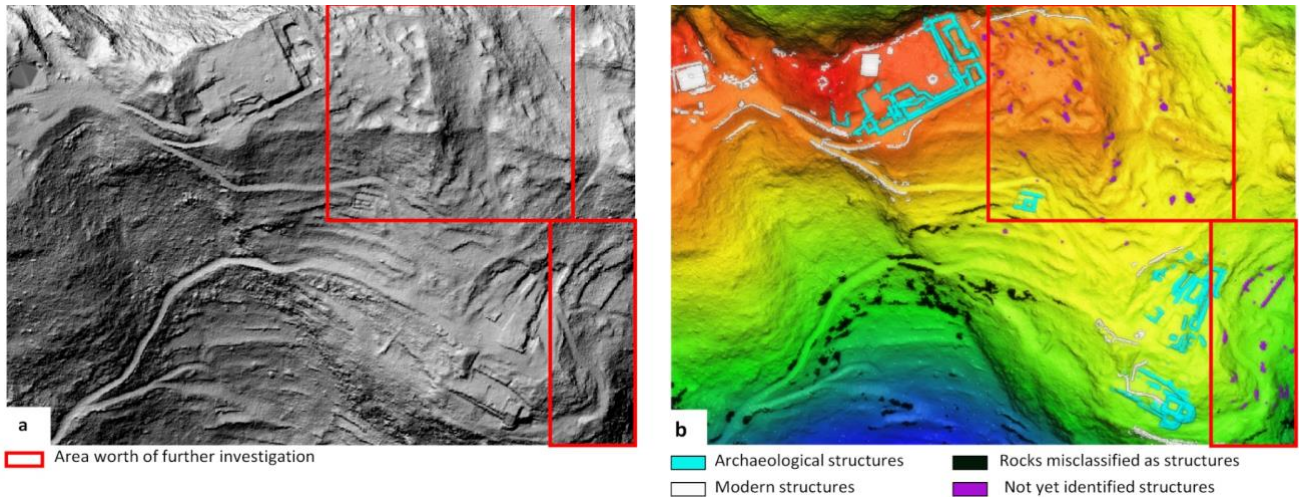 a
b
Area worth of further investigation
Archaeological structures
Rocks misclassified as structures
Modern structures
Not yet identified structures